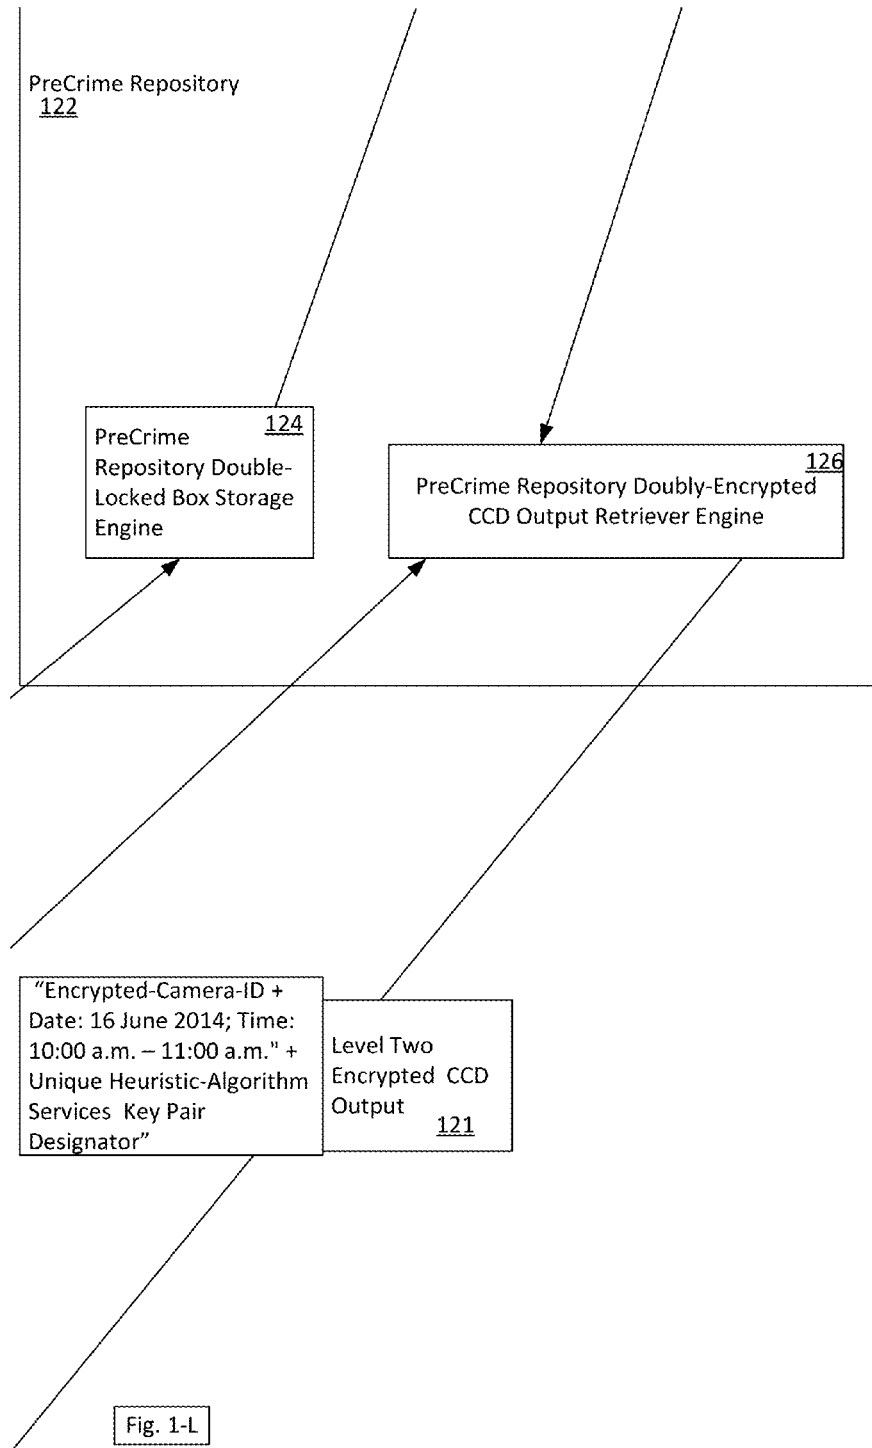 PreCrime Repository
122
124
PreCrime
Repository Double-
Locked Box Storage
Engine
126
PreCrime Repository Doubly-Encrypted
CCD Output Retriever Engine
“Encrypted-Camera-ID +
Date: 16 June 2014; Time:
10:00 a.m. – 11:00 a.m." +
Unique Heuristic-Algorithm
Services  Key Pair
Designator”
Level Two
Encrypted  CCD
Output
121
Fig. 1-L